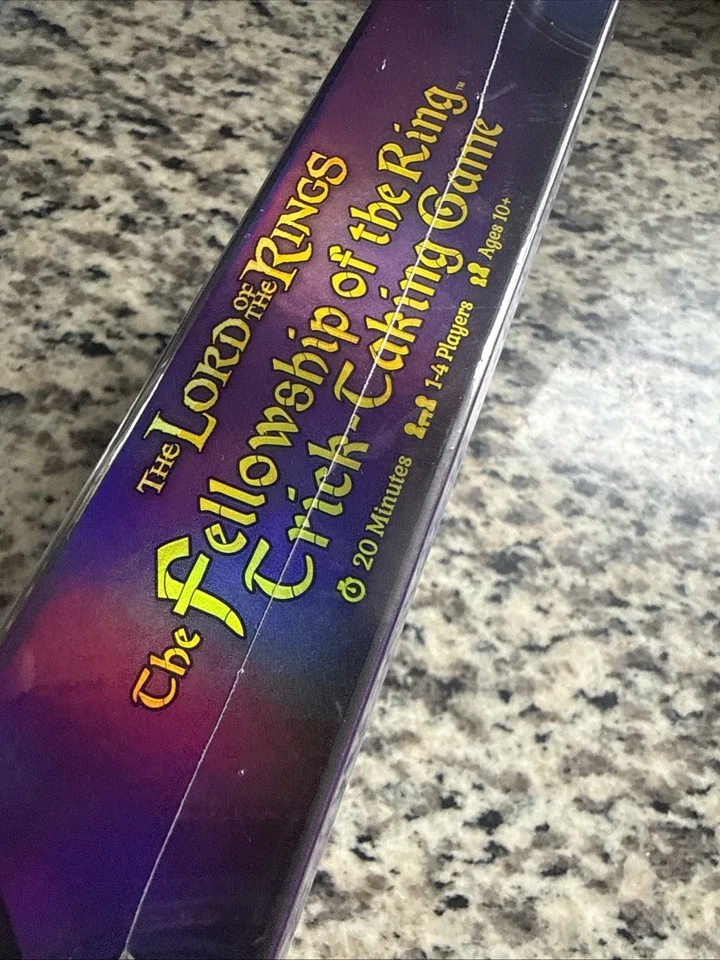 THE LORD OF THE RINGS
The Fellowship of the Ring™
Trick-Taking Game
20 Minutes 1-4 Players Ages 10+